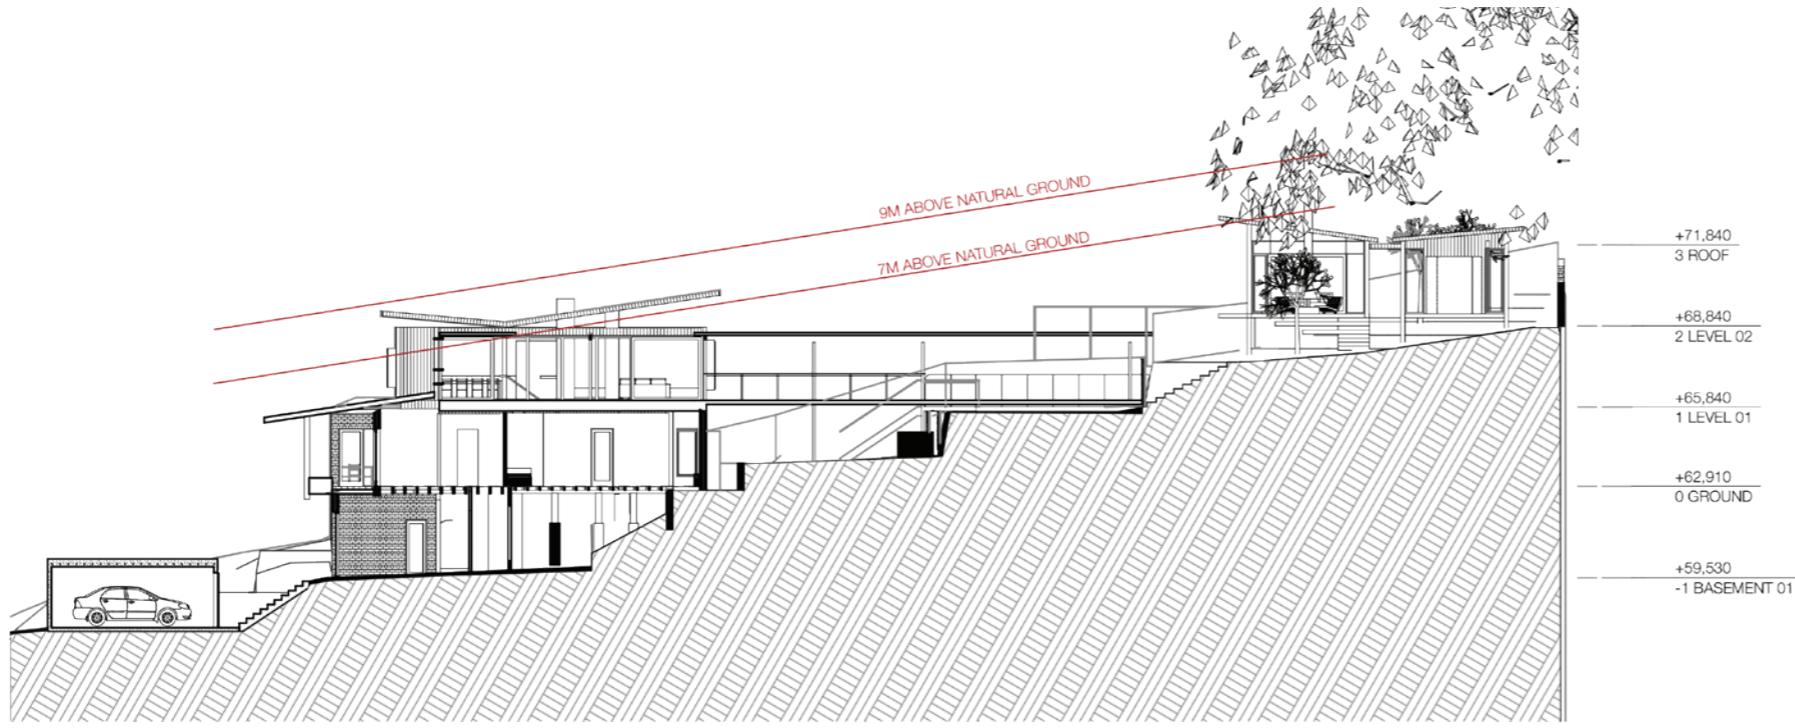 9M ABOVE NATURAL GROUND
7M ABOVE NATURAL GROUND
+71,840
3 ROOF
+68,840
2 LEVEL 02
+65,840
1 LEVEL 01
+62,910
0 GROUND
+59,530
-1 BASEMENT 01